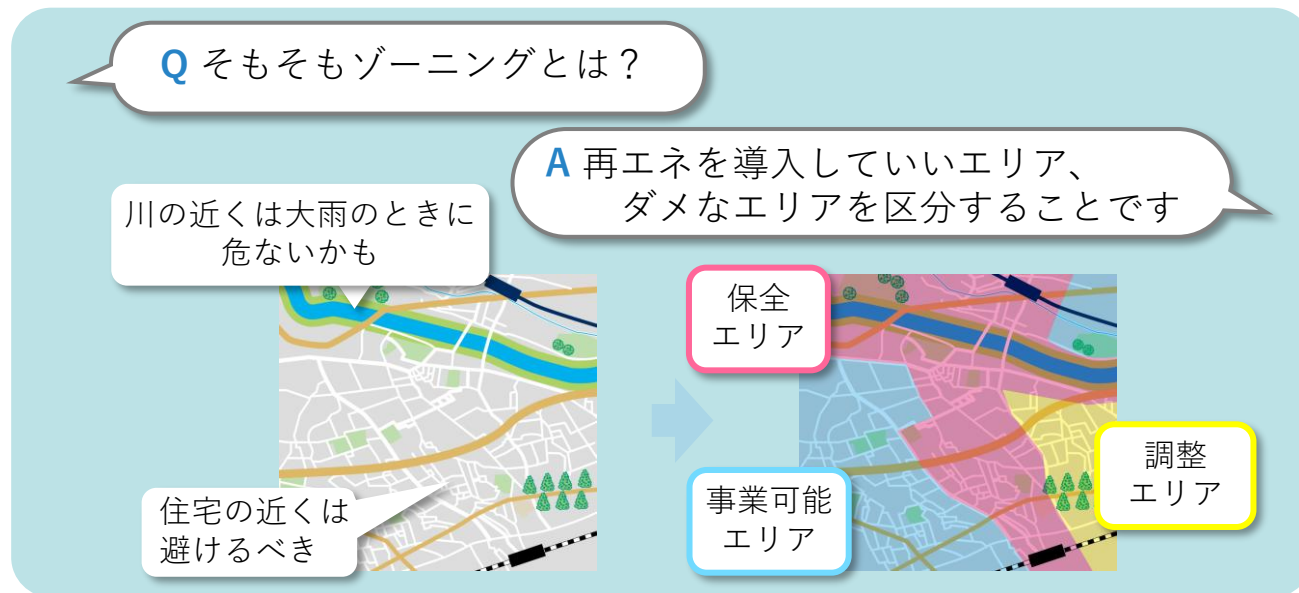 Q そもそもゾーニングとは？
A 再エネを導入していいエリア、
ダメなエリアを区分することです
川の近くは大雨のときに
危ないかも
住宅の近くは
避けるべき
保全
エリア
事業可能
エリア
調整
エリア